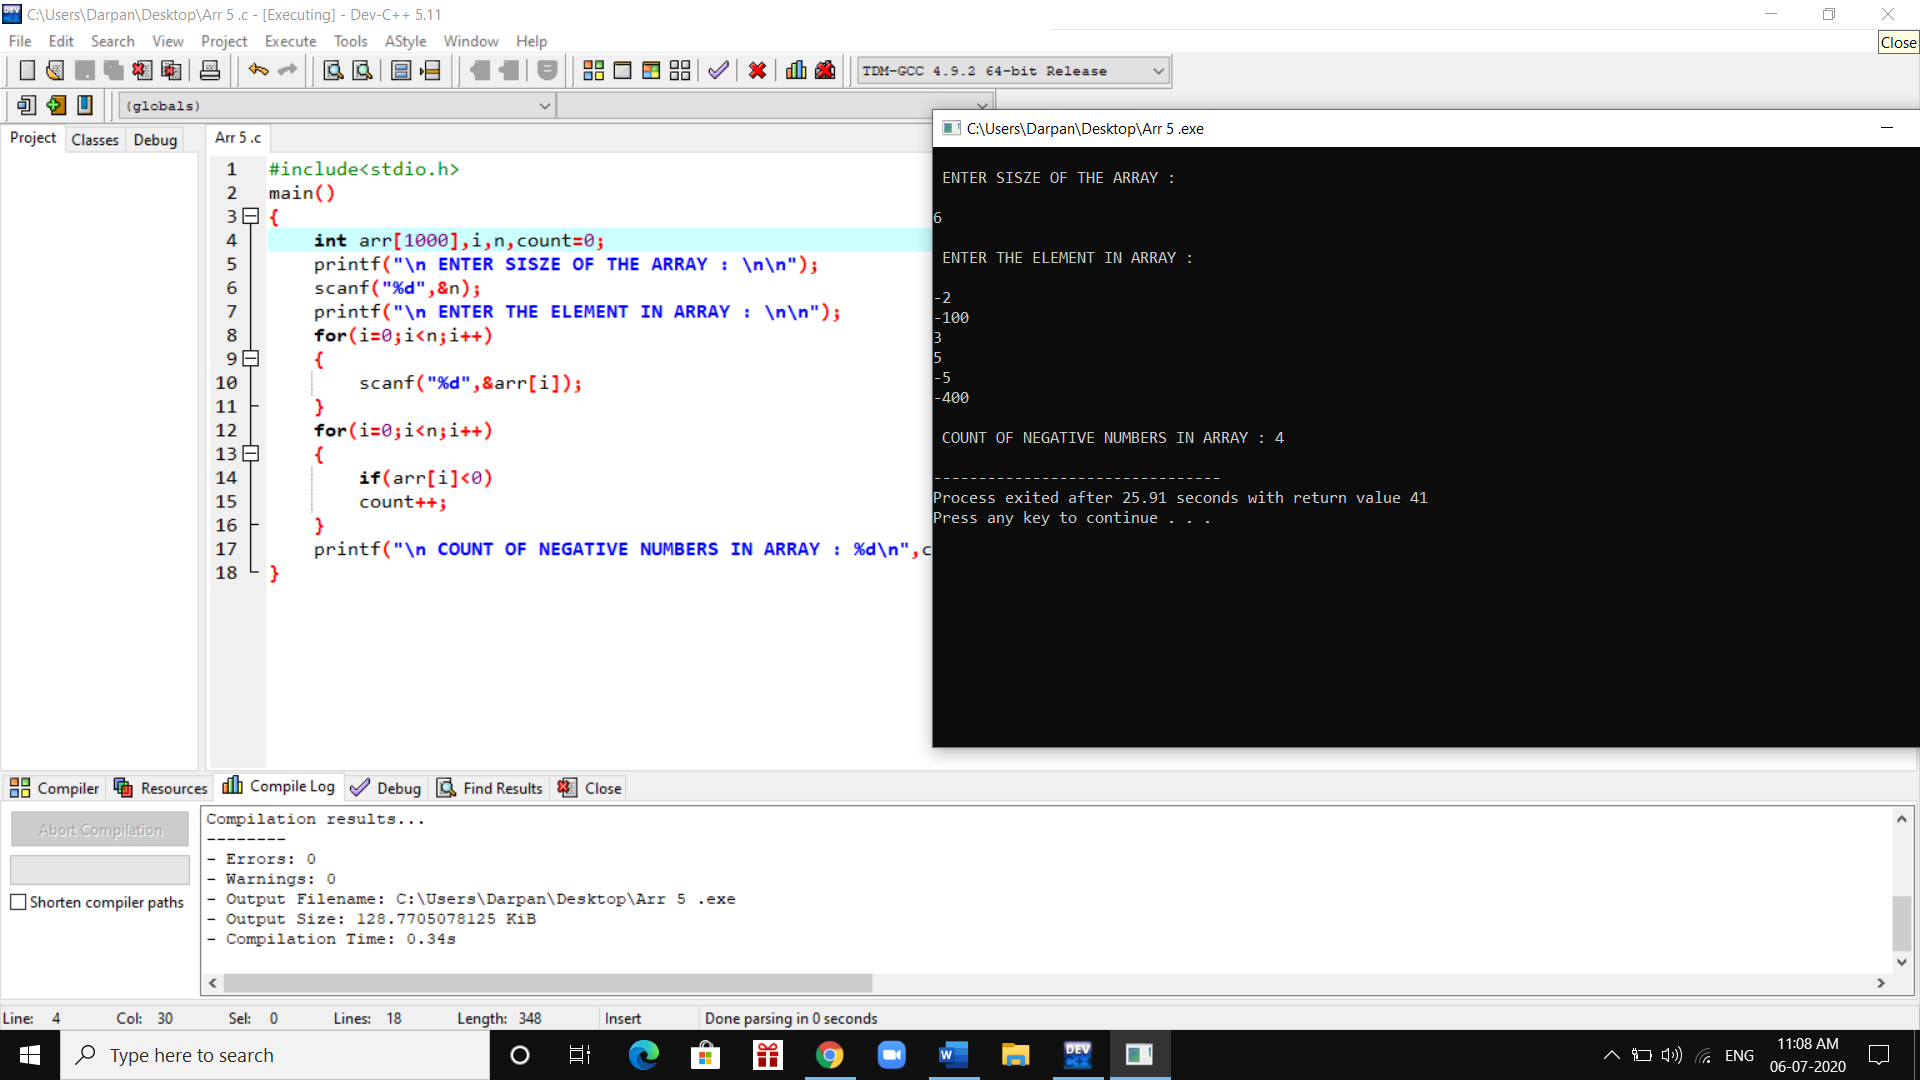 C:\Users\Darpan\Desktop\Arr 5 .c - [Executing] - Dev-C++ 5.11
File Edit Search View Project Execute Tools AStyle Window Help
Close
TDM-GCC 4.9.2 64-bit Release
(globals)
Project Classes Debug
Arr 5 .c
1 #include<stdio.h>
2 main()
3 {
4 int arr[1000],i,n,count=0;
5 printf("\n ENTER SISZE OF THE ARRAY : \n\n");
6 scanf("%d",&n);
7 printf("\n ENTER THE ELEMENT IN ARRAY : \n\n");
8 for(i=0;i<n;i++)
9 {
10 scanf("%d",&arr[i]);
11 }
12 for(i=0;i<n;i++)
13 {
14 if(arr[i]<0)
15 count++;
16 }
17 printf("\n COUNT OF NEGATIVE NUMBERS IN ARRAY : %d\n",c
18 }
C:\Users\Darpan\Desktop\Arr 5 .exe
ENTER SISZE OF THE ARRAY :
6
ENTER THE ELEMENT IN ARRAY :
-2
-100
3
5
-5
-400
COUNT OF NEGATIVE NUMBERS IN ARRAY : 4
--------------------------------
Process exited after 25.91 seconds with return value 41
Press any key to continue . . .
Compiler Resources Compile Log Debug Find Results Close
Abort Compilation
Shorten compiler paths
Compilation results...
--------
- Errors: 0
- Warnings: 0
- Output Filename: C:\Users\Darpan\Desktop\Arr 5 .exe
- Output Size: 128.7705078125 KiB
- Compilation Time: 0.34s
Line: 4 Col: 30 Sel: 0 Lines: 18 Length: 348 Insert Done parsing in 0 seconds
Type here to search
DEV C++
ENG
11:08 AM
06-07-2020